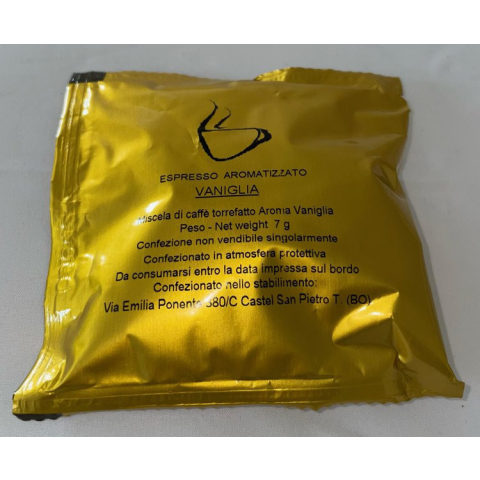 ESPRESSO AROMATIZZATO
VANIGLIA
Miscela di caffè torrefatto Aroma Vaniglia
Peso - Net weight 7 g
Confezione non vendibile singolarmente
Confezionato in atmosfera protettiva
Da consumarsi entro la data impressa sul bordo
Confezionato nello stabilimento:
Via Emilia Ponente 380/C Castel San Pietro T. (BO)